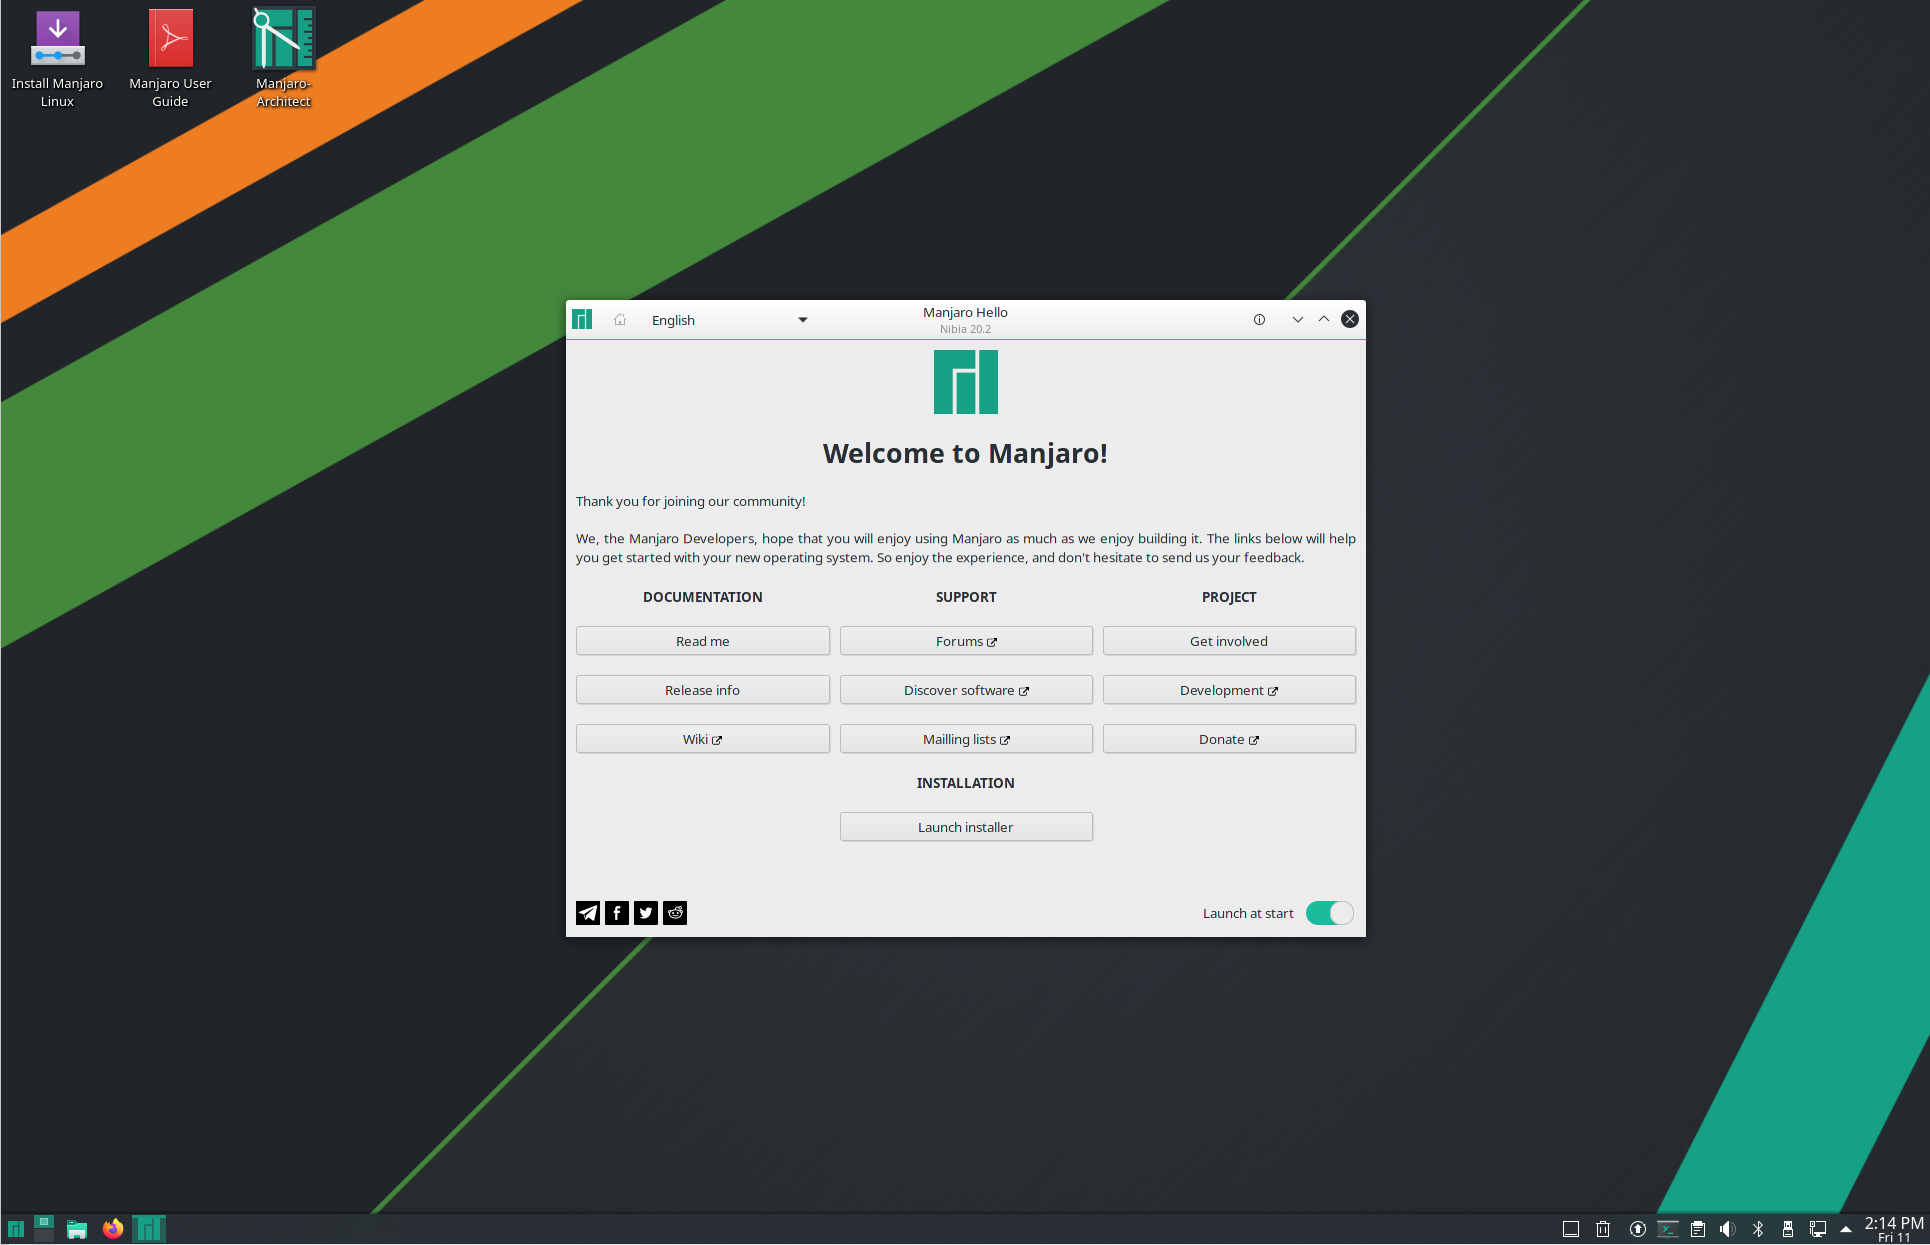 Install Manjaro
Linux
Manjaro User
Guide
Manjaro-
Architect
English
Manjaro Hello
Nibia 20.2
Welcome to Manjaro!
Thank you for joining our community!
We, the Manjaro Developers, hope that you will enjoy using Manjaro as much as we enjoy building it. The links below will help
you get started with your new operating system. So enjoy the experience, and don't hesitate to send us your feedback.
DOCUMENTATION
SUPPORT
PROJECT
Read me
Forums
Get involved
Release info
Discover software
Development
Wiki
Mailling lists
Donate
INSTALLATION
Launch installer
Launch at start
2:14 PM
Fri 11